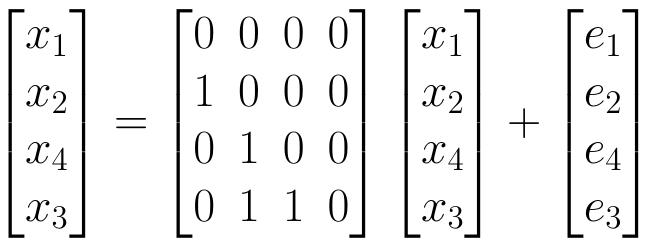 [x₁] = [0 0 0 0] [x₁] + [e₁]
[x₂] [1 0 0 0] [x₂] [e₂]
[x₄] [0 1 0 0] [x₄] [e₄]
[x₃] [0 1 1 0] [x₃] [e₃]